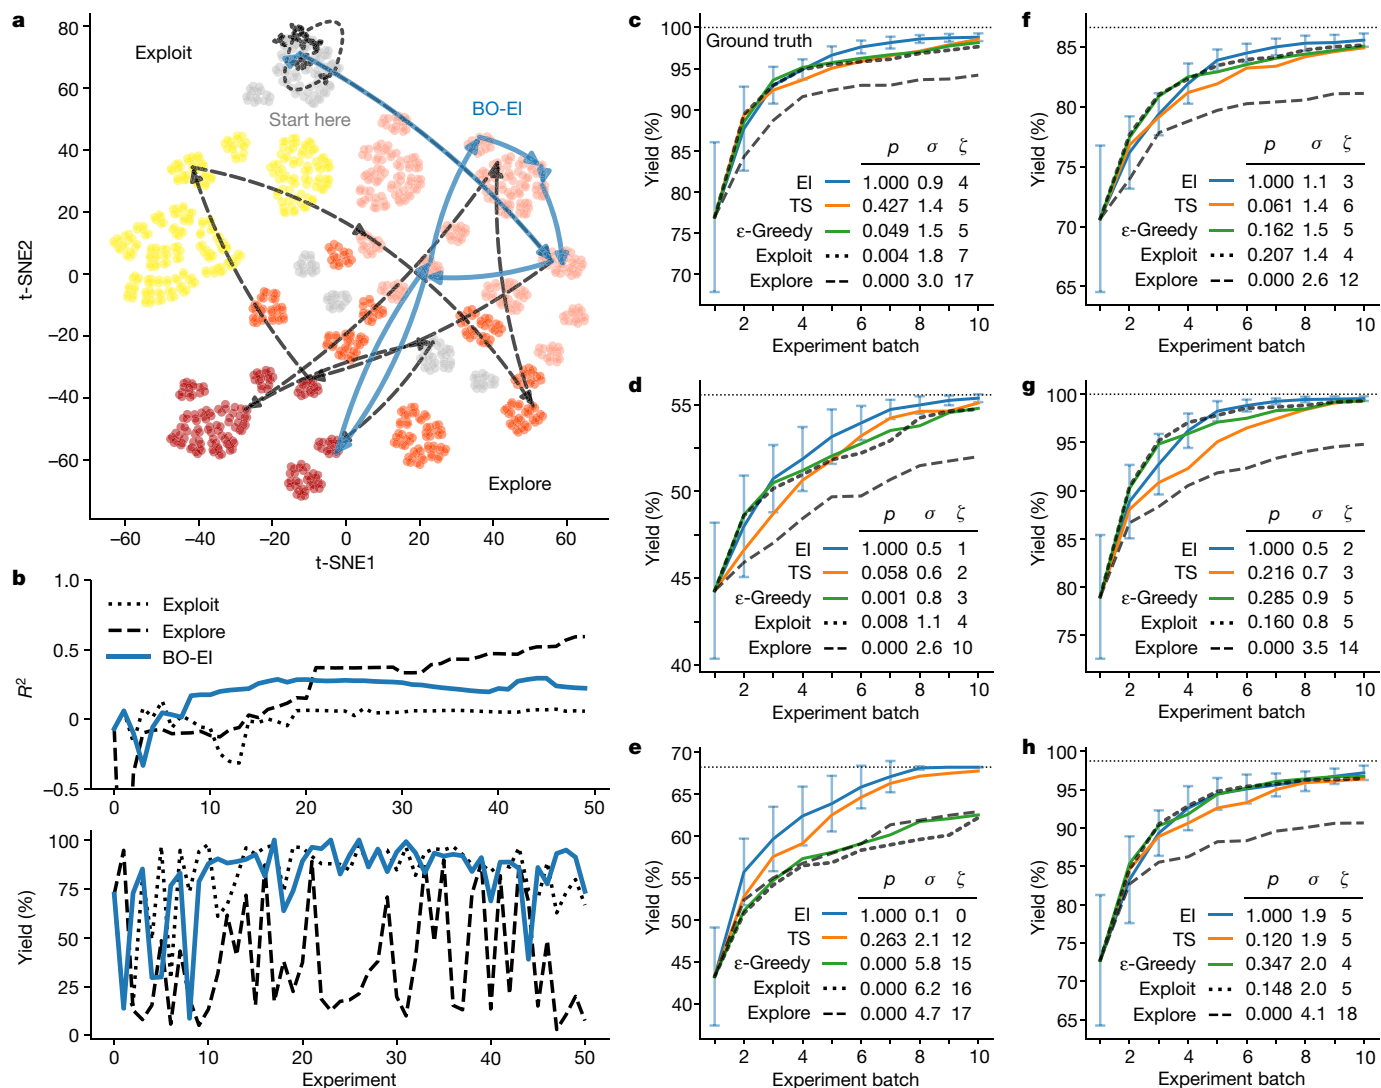 a
80
60
40
20
0
−20
−40
−60
t-SNE2
−60
−40
−20
0
20
40
60
t-SNE1
Exploit
Start here
BO-EI
Explore
b
1.0
0.5
0
−0.5
R²
Exploit
Explore
BO-EI
0
10
20
30
40
50
100
75
50
25
0
Yield (%)
0
10
20
30
40
50
Experiment
c
100
95
90
85
80
75
70
Yield (%)
Ground truth
p σ ζ
EI 1.000 0.9 4
TS 0.427 1.4 5
ε-Greedy 0.049 1.5 5
Exploit 0.004 1.8 7
Explore 0.000 3.0 17
2 4 6 8 10
Experiment batch
d
55
50
45
40
Yield (%)
p σ ζ
EI 1.000 0.5 1
TS 0.058 0.6 2
ε-Greedy 0.001 0.8 3
Exploit 0.008 1.1 4
Explore 0.000 2.6 10
2 4 6 8 10
Experiment batch
e
70
65
60
55
50
45
40
Yield (%)
p σ ζ
EI 1.000 0.1 0
TS 0.263 2.1 12
ε-Greedy 0.000 5.8 15
Exploit 0.000 6.2 16
Explore 0.000 4.7 17
2 4 6 8 10
Experiment batch
f
85
80
75
70
65
Yield (%)
p σ ζ
EI 1.000 1.1 3
TS 0.061 1.4 6
ε-Greedy 0.162 1.5 5
Exploit 0.207 1.4 4
Explore 0.000 2.6 12
2 4 6 8 10
Experiment batch
g
100
95
90
85
80
75
Yield (%)
p σ ζ
EI 1.000 0.5 2
TS 0.216 0.7 3
ε-Greedy 0.285 0.9 5
Exploit 0.160 0.8 5
Explore 0.000 3.5 14
2 4 6 8 10
Experiment batch
h
100
95
90
85
80
75
70
65
Yield (%)
p σ ζ
EI 1.000 1.9 5
TS 0.120 1.9 5
ε-Greedy 0.347 2.0 4
Exploit 0.148 2.0 5
Explore 0.000 4.1 18
2 4 6 8 10
Experiment batch